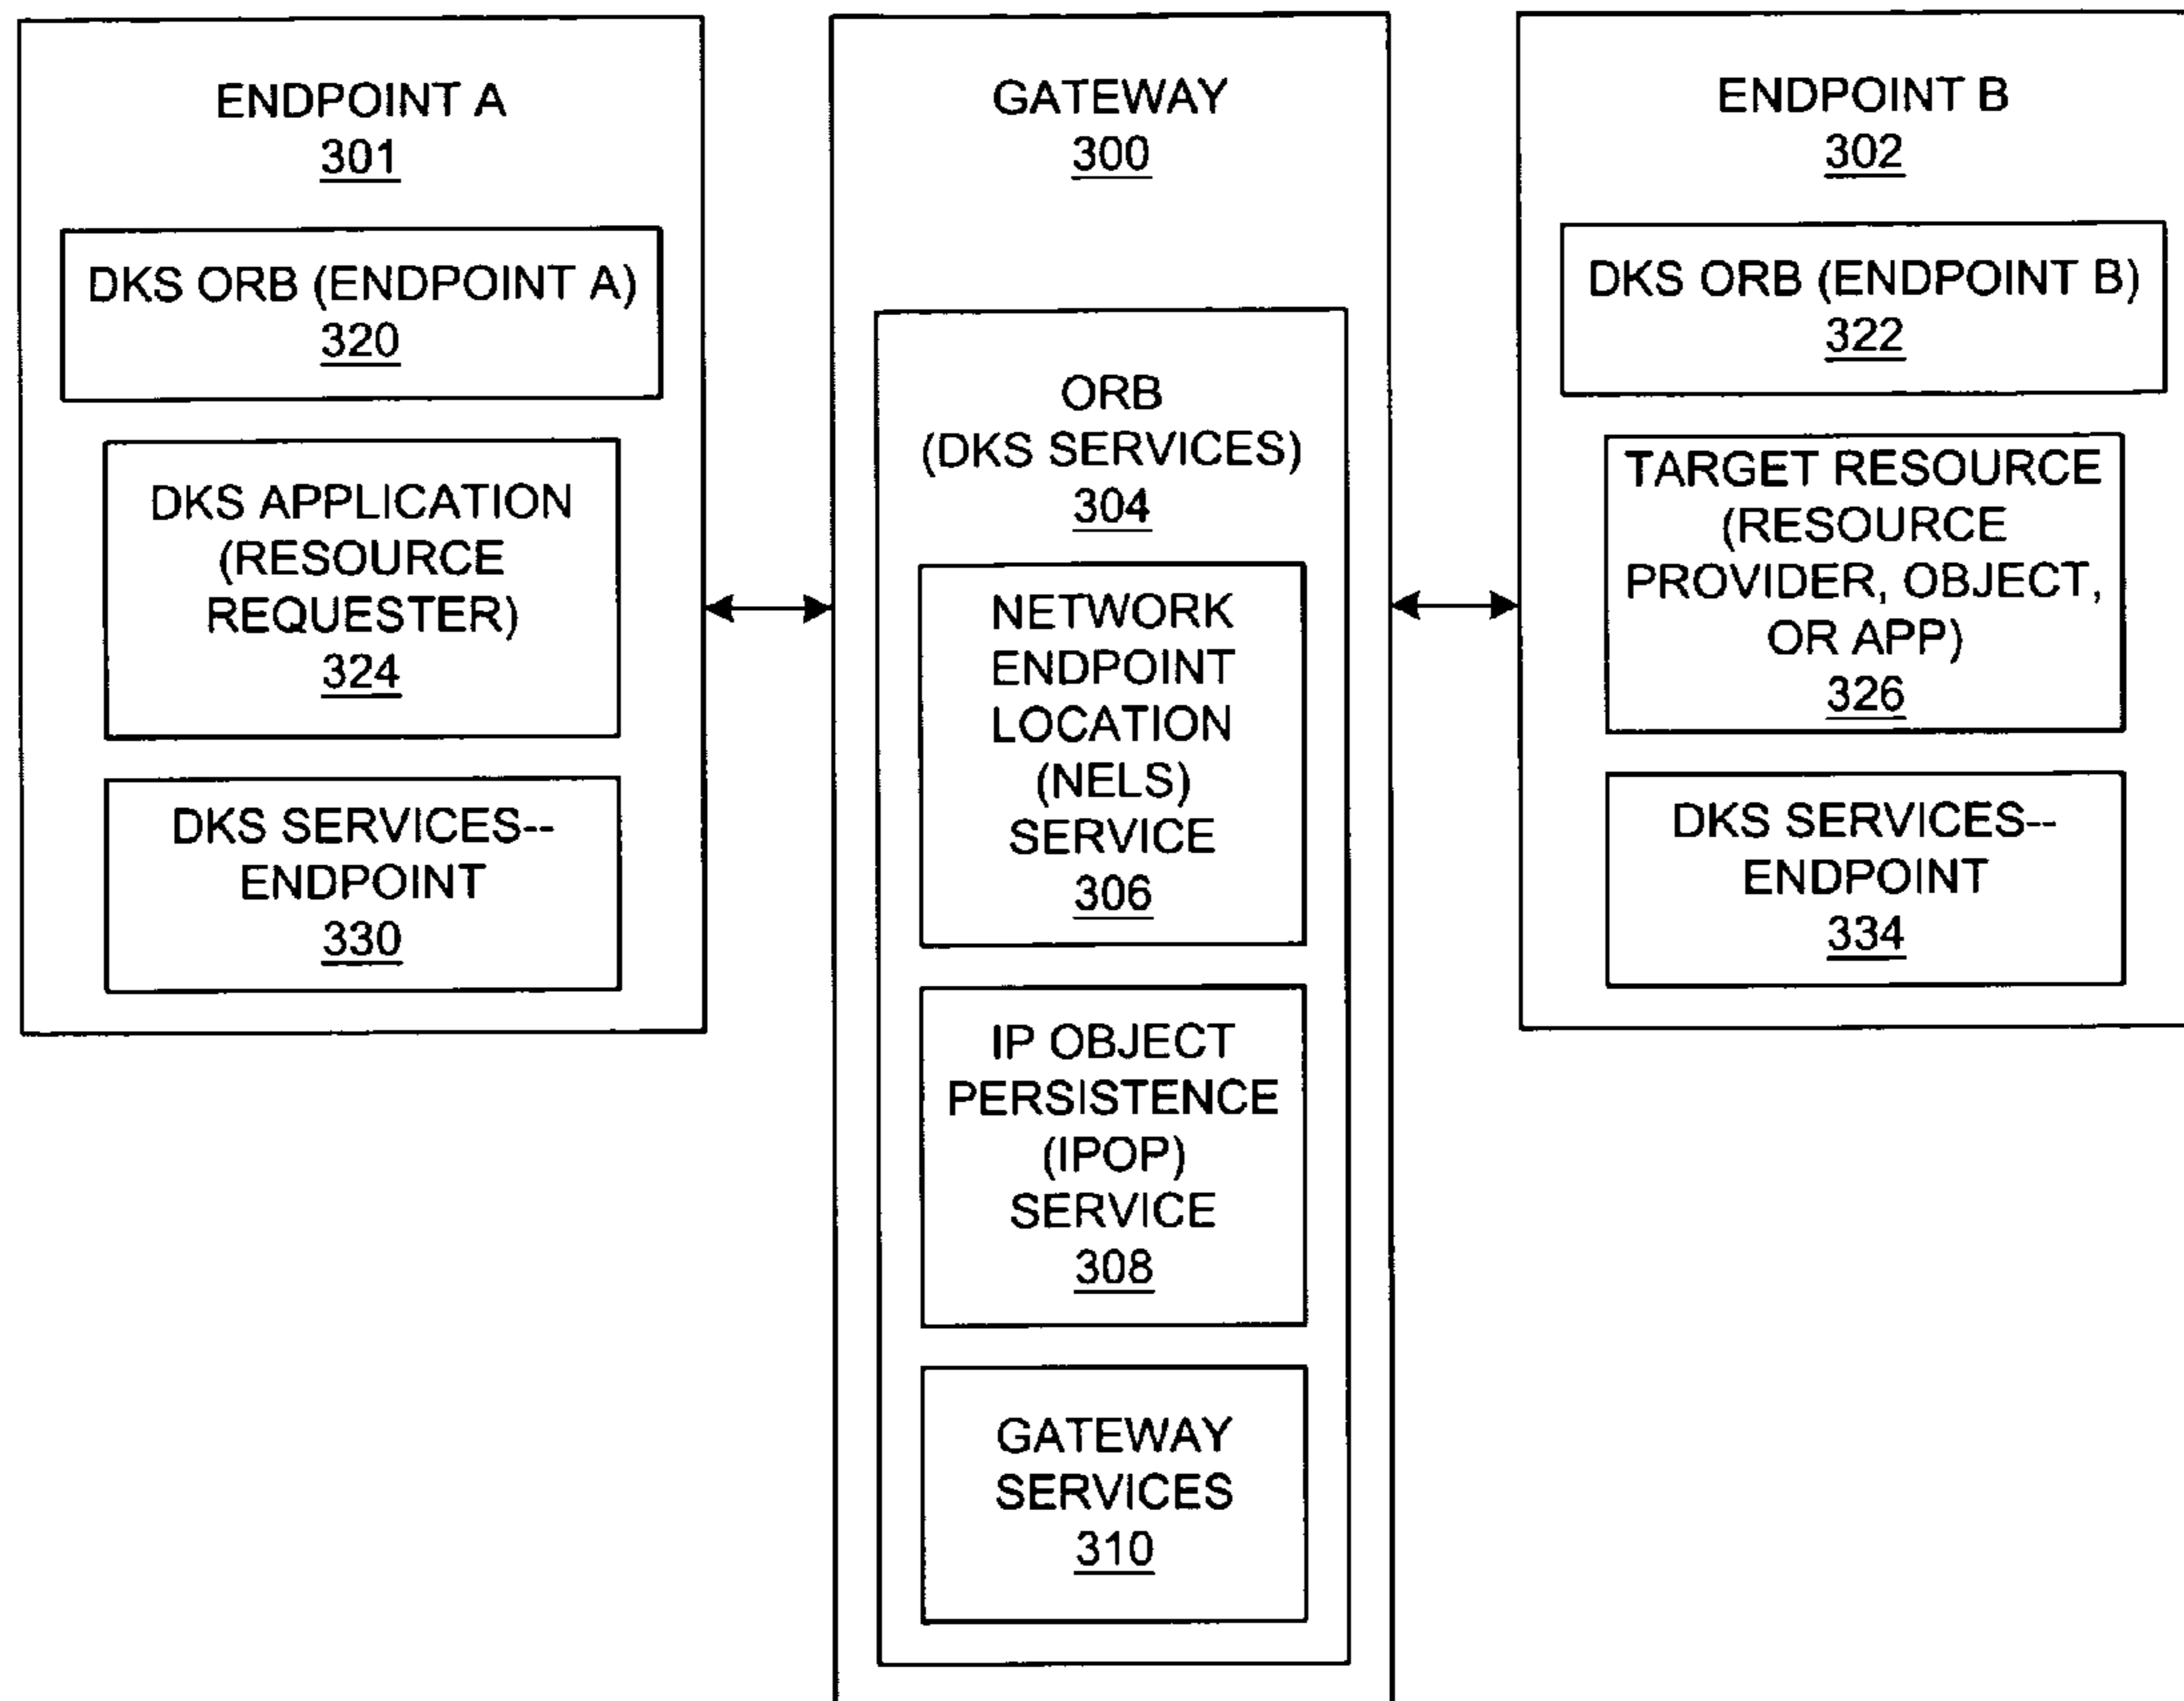 ENDPOINT A
301
DKS ORB (ENDPOINT A)
320
DKS APPLICATION
(RESOURCE
REQUESTER)
324
DKS SERVICES--
ENDPOINT
330
GATEWAY
300
ORB
(DKS SERVICES)
304
NETWORK
ENDPOINT
LOCATION
(NELS)
SERVICE
306
IP OBJECT
PERSISTENCE
(IPOP)
SERVICE
308
GATEWAY
SERVICES
310
ENDPOINT B
302
DKS ORB (ENDPOINT B)
322
TARGET RESOURCE
(RESOURCE
PROVIDER, OBJECT,
OR APP)
326
DKS SERVICES--
ENDPOINT
334